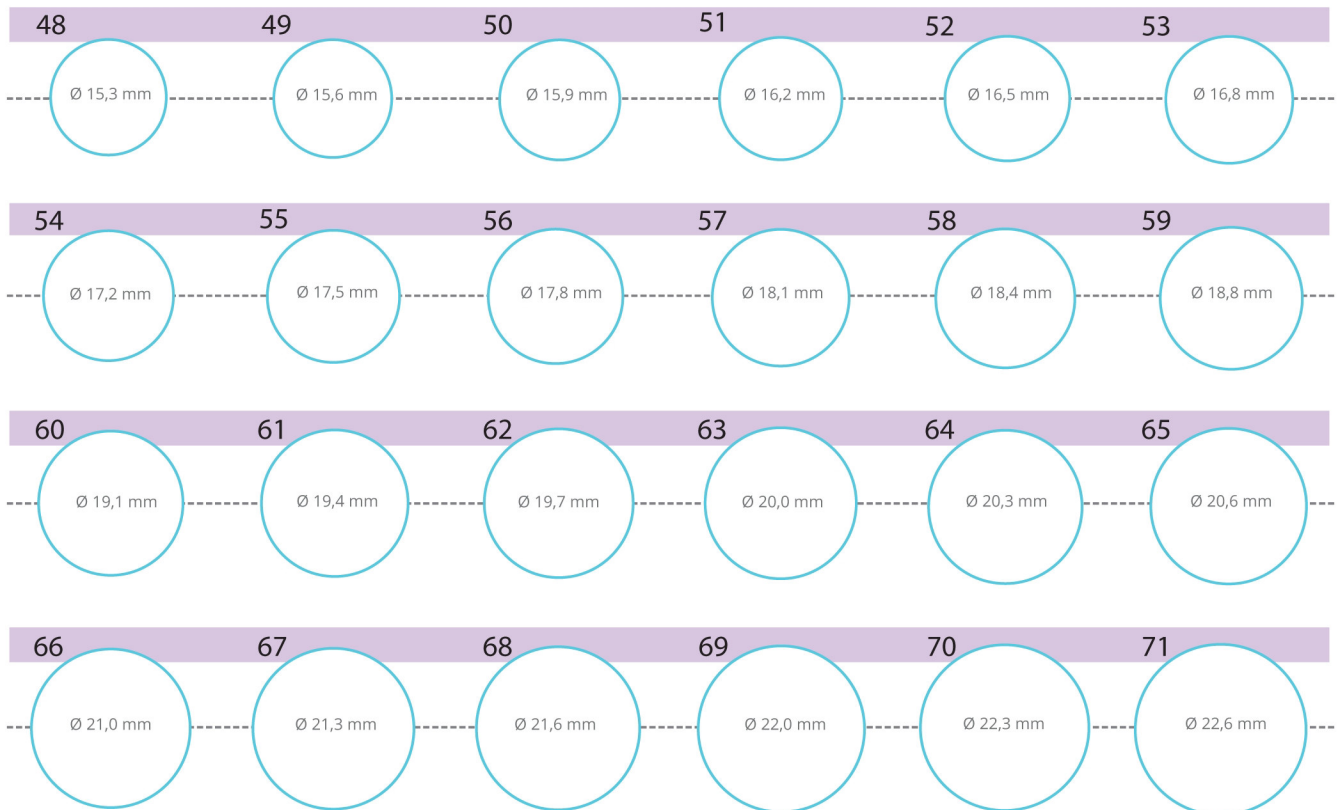 48 49 50 51 52 53
Ø 15,3 mm Ø 15,6 mm Ø 15,9 mm Ø 16,2 mm Ø 16,5 mm Ø 16,8 mm
54 55 56 57 58 59
Ø 17,2 mm Ø 17,5 mm Ø 17,8 mm Ø 18,1 mm Ø 18,4 mm Ø 18,8 mm
60 61 62 63 64 65
Ø 19,1 mm Ø 19,4 mm Ø 19,7 mm Ø 20,0 mm Ø 20,3 mm Ø 20,6 mm
66 67 68 69 70 71
Ø 21,0 mm Ø 21,3 mm Ø 21,6 mm Ø 22,0 mm Ø 22,3 mm Ø 22,6 mm